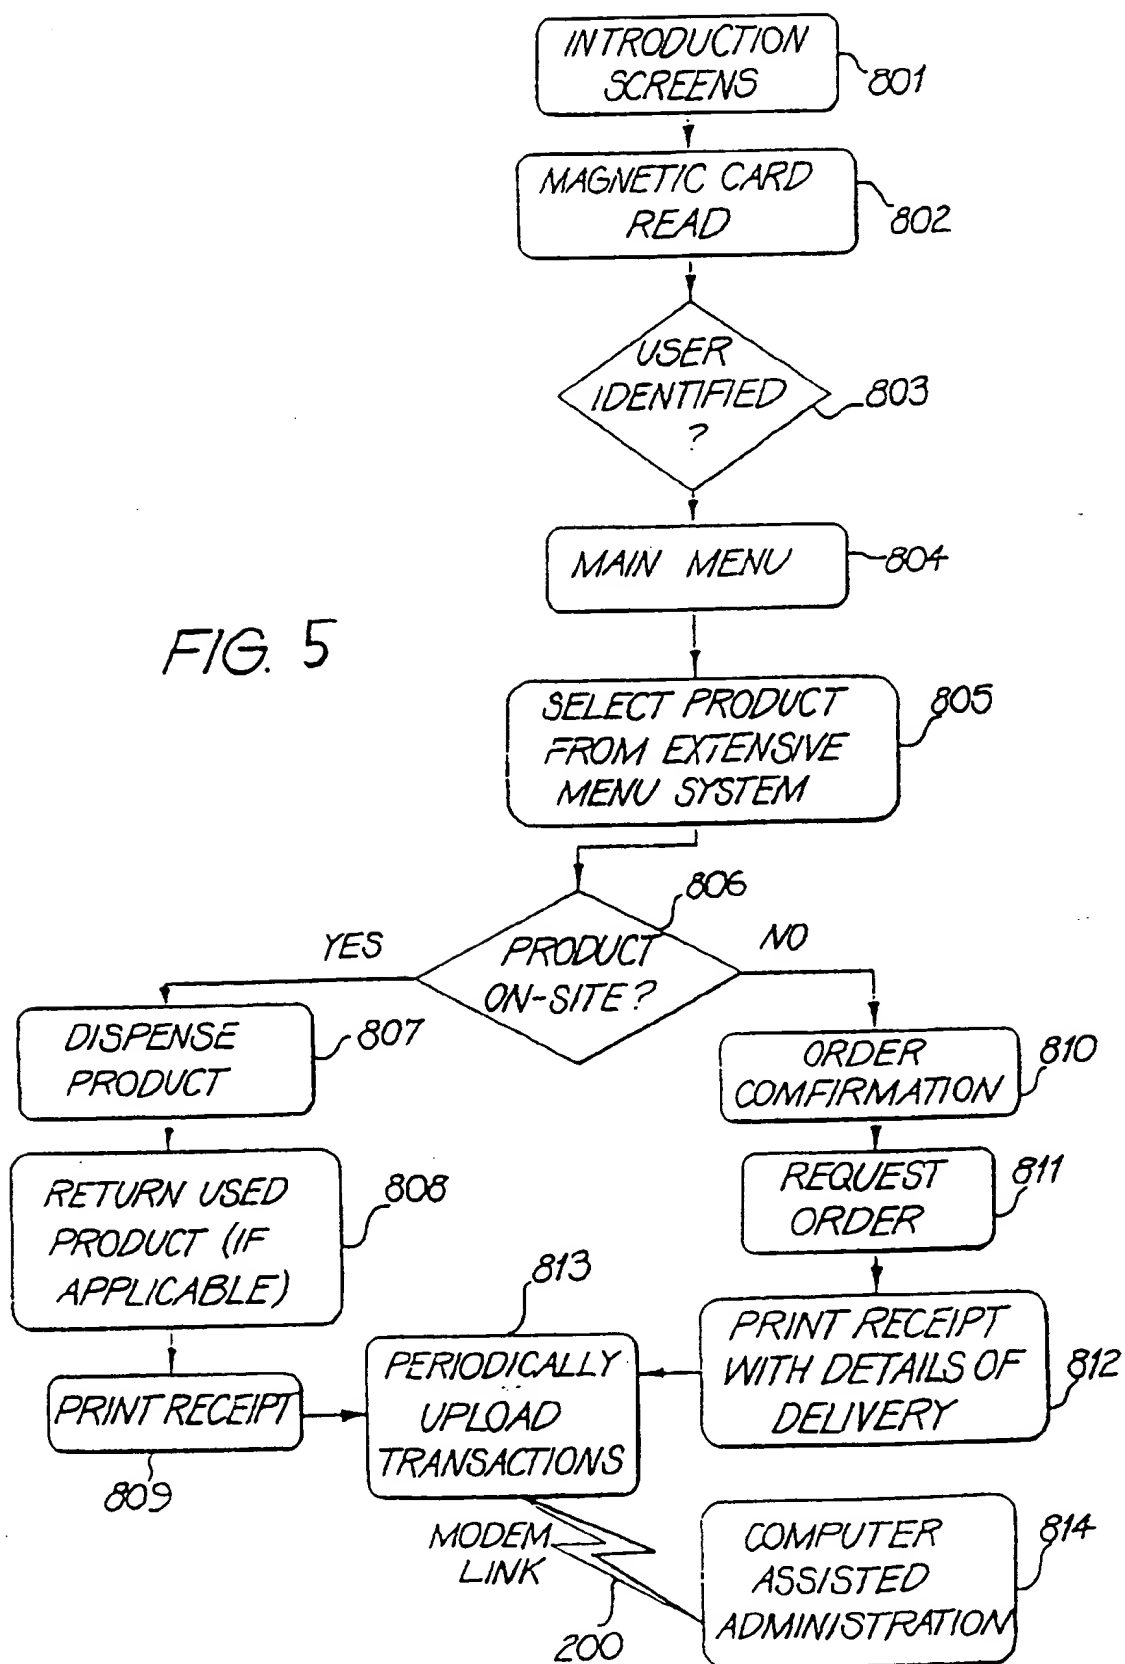 INTRODUCTION
SCREENS
801
MAGNETIC CARD
READ
802
USER
IDENTIFIED
?
803
MAIN MENU
804
FIG. 5
SELECT PRODUCT
FROM EXTENSIVE
MENU SYSTEM
805
806
PRODUCT
ON-SITE?
YES
NO
DISPENSE
PRODUCT
807
ORDER
COMFIRMATION
810
RETURN USED
PRODUCT (IF
APPLICABLE)
808
REQUEST
ORDER
811
813
PERIODICALLY
UPLOAD
TRANSACTIONS
PRINT RECEIPT
WITH DETAILS OF
DELIVERY
812
PRINT RECEIPT
809
MODEM
LINK
200
COMPUTER
ASSISTED
ADMINISTRATION
814